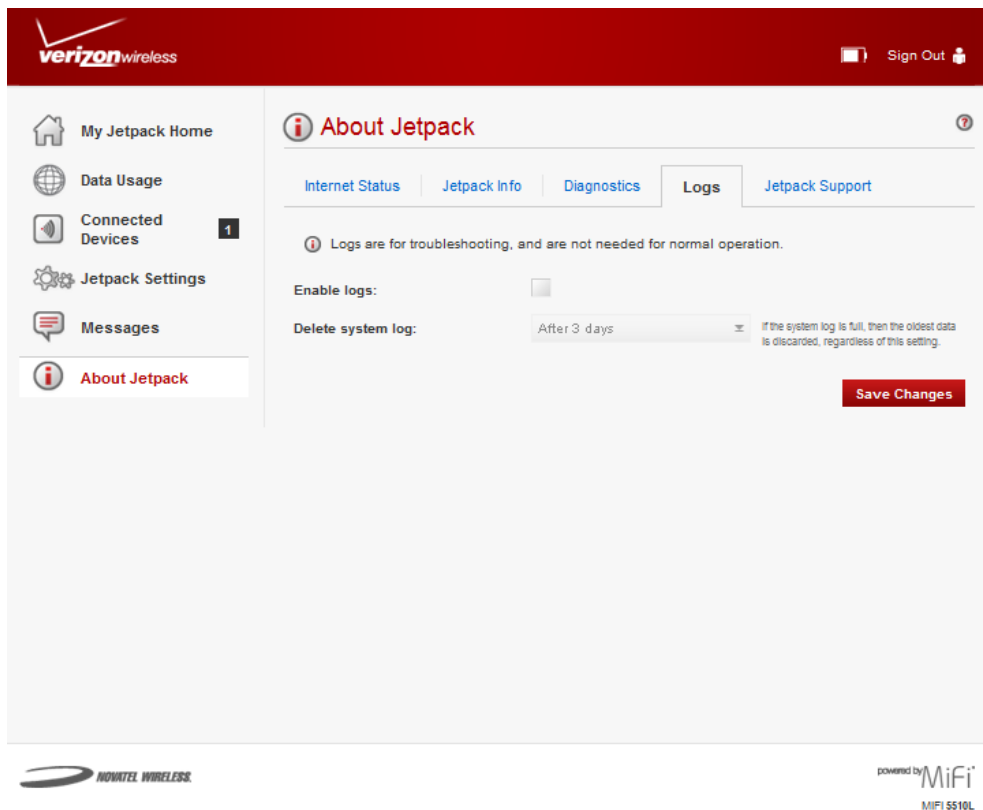 verizonwireless
Sign Out
My Jetpack Home
Data Usage
Connected
Devices
1
Jetpack Settings
Messages
About Jetpack
About Jetpack
?
Internet Status
Jetpack Info
Diagnostics
Logs
Jetpack Support
Logs are for troubleshooting, and are not needed for normal operation.
Enable logs:
Delete system log:
After 3 days
If the system log is full, then the oldest data
is discarded, regardless of this setting.
Save Changes
NOVATEL WIRELESS.
powered by MiFi
MIFI 5510L